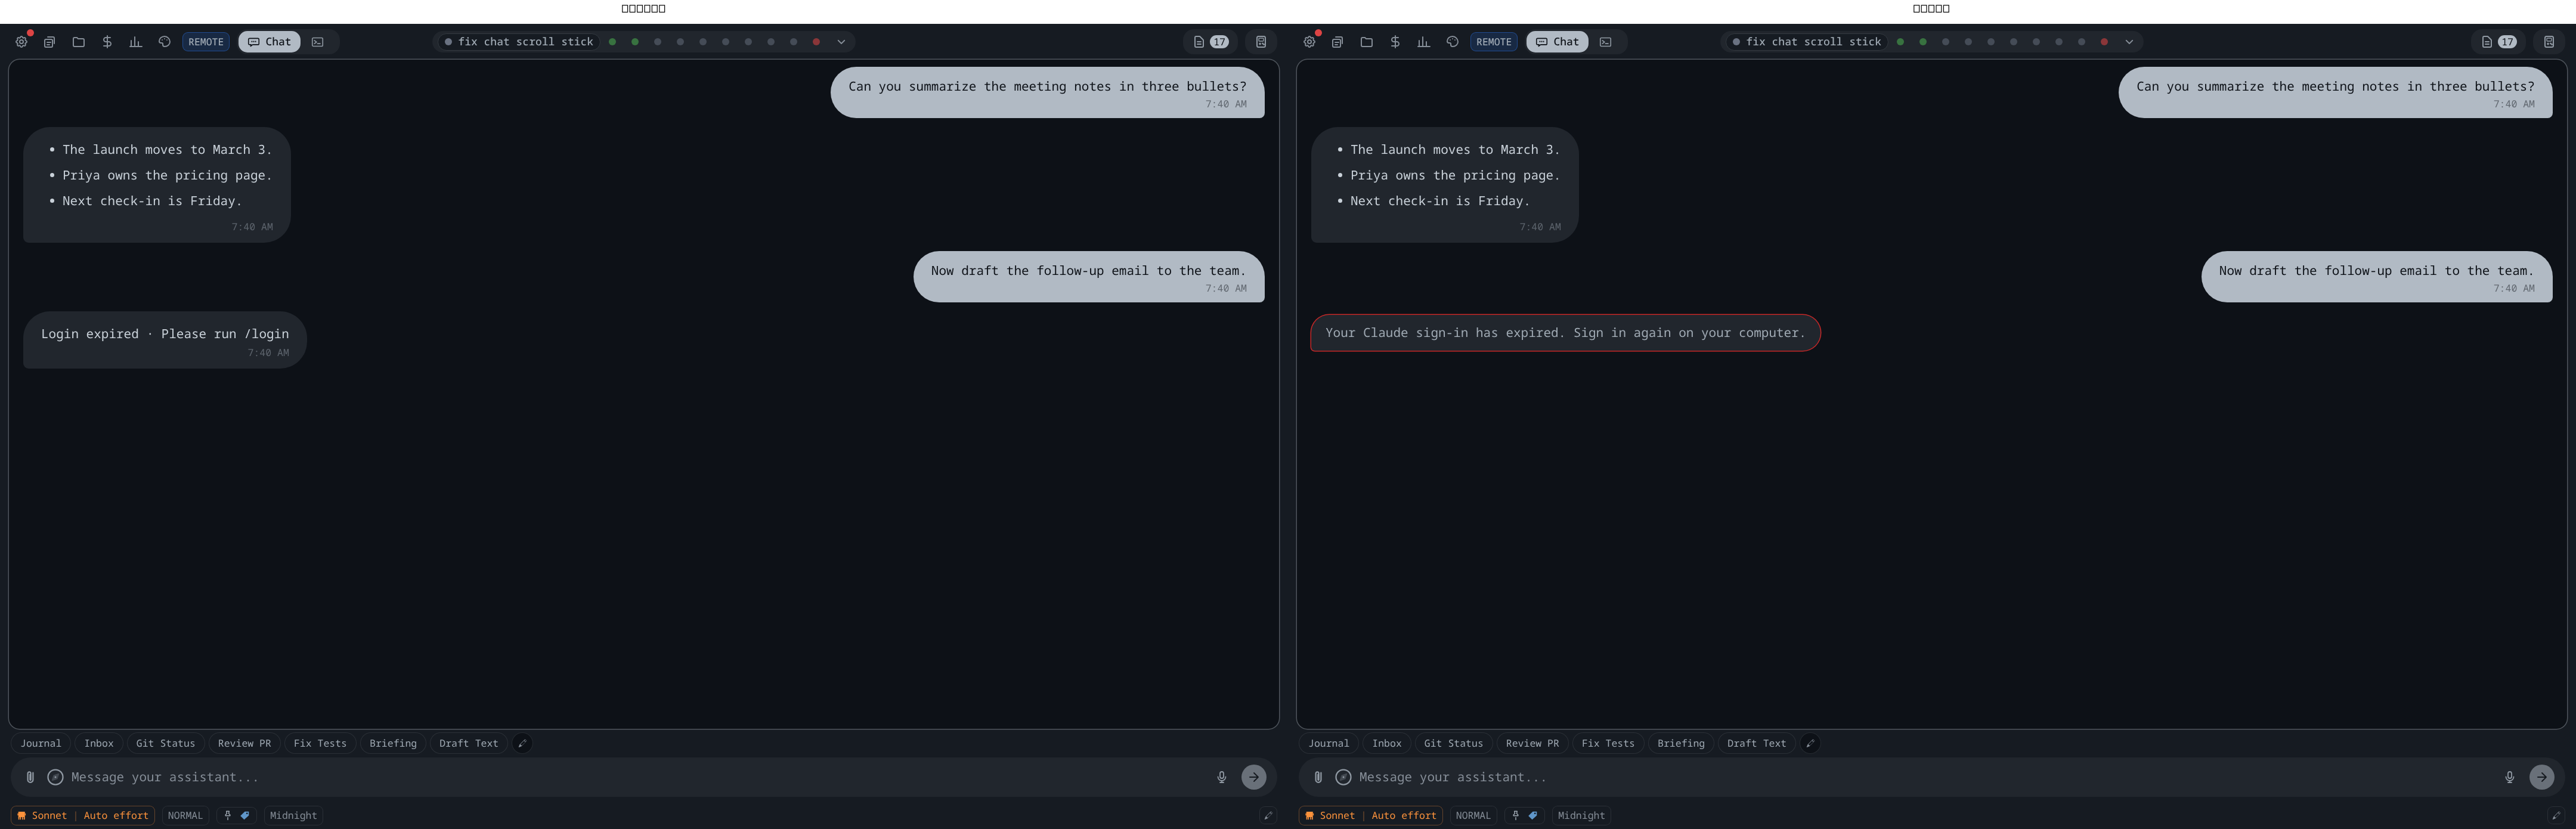 REMOTE
Chat
fix chat scroll stick
17
Can you summarize the meeting notes in three bullets?
7:40 AM
• The launch moves to March 3.
• Priya owns the pricing page.
• Next check-in is Friday.
7:40 AM
Now draft the follow-up email to the team.
7:40 AM
Login expired · Please run /login
7:40 AM
Journal
Inbox
Git Status
Review PR
Fix Tests
Briefing
Draft Text
Message your assistant...
Sonnet | Auto effort
NORMAL
Midnight
REMOTE
Chat
fix chat scroll stick
17
Can you summarize the meeting notes in three bullets?
7:40 AM
• The launch moves to March 3.
• Priya owns the pricing page.
• Next check-in is Friday.
7:40 AM
Now draft the follow-up email to the team.
7:40 AM
Your Claude sign-in has expired. Sign in again on your computer.
Journal
Inbox
Git Status
Review PR
Fix Tests
Briefing
Draft Text
Message your assistant...
Sonnet | Auto effort
NORMAL
Midnight